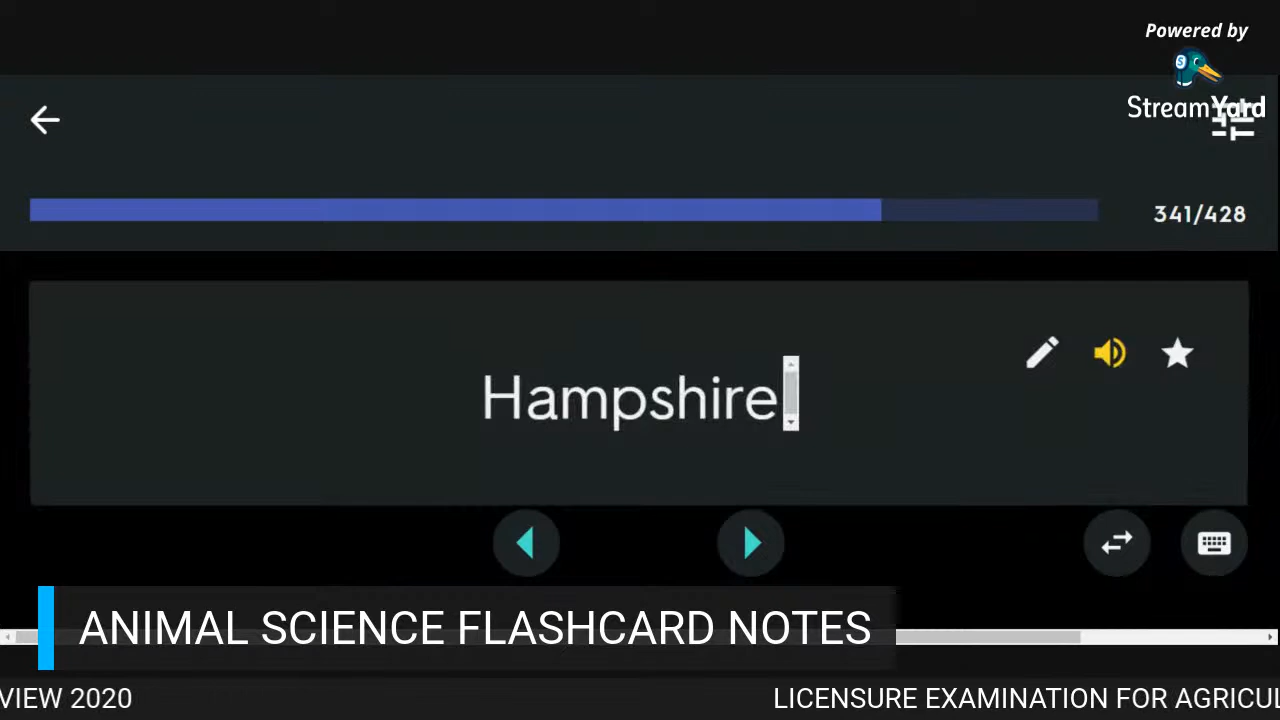 Powered by
StreamYard
341/428
Hampshire
ANIMAL SCIENCE FLASHCARD NOTES
VIEW 2020
LICENSURE EXAMINATION FOR AGRICUL